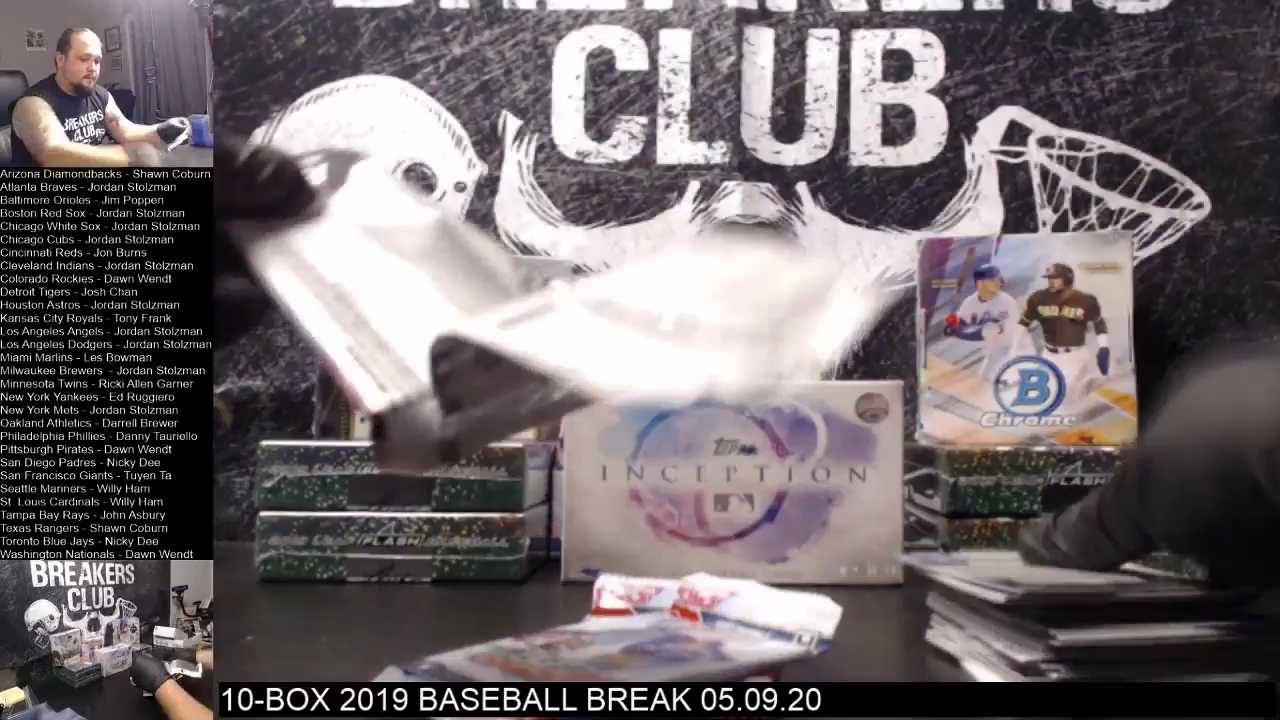 BREAKERS
CLUB
BREAKERS
CLUB
Arizona Diamondbacks - Shawn Coburn
Atlanta Braves - Jordan Stolzman
Baltimore Orioles - Jim Poppen
Boston Red Sox - Jordan Stolzman
Chicago White Sox - Jordan Stolzman
Chicago Cubs - Jordan Stolzman
Cincinnati Reds - Jon Burns
Cleveland Indians - Jordan Stolzman
Colorado Rockies - Dawn Wendt
Detroit Tigers - Josh Chan
Houston Astros - Jordan Stolzman
Kansas City Royals - Tony Frank
Los Angeles Angels - Jordan Stolzman
Los Angeles Dodgers - Jordan Stolzman
Miami Marlins - Les Bowman
Milwaukee Brewers - Jordan Stolzman
Minnesota Twins - Ricki Allen Garner
New York Yankees - Ed Ruggiero
New York Mets - Jordan Stolzman
Oakland Athletics - Darrell Brewer
Philadelphia Phillies - Danny Tauriello
Pittsburgh Pirates - Dawn Wendt
San Diego Padres - Nicky Dee
San Francisco Giants - Tuyen Ta
Seattle Mariners - Willy Ham
St. Louis Cardinals - Willy Ham
Tampa Bay Rays - John Asbury
Texas Rangers - Shawn Coburn
Toronto Blue Jays - Nicky Dee
Washington Nationals - Dawn Wendt
BREAKERS
CLUB
B
Chrome
Topps
INCEPTION
FLASH
FLASH
10-BOX 2019 BASEBALL BREAK 05.09.20